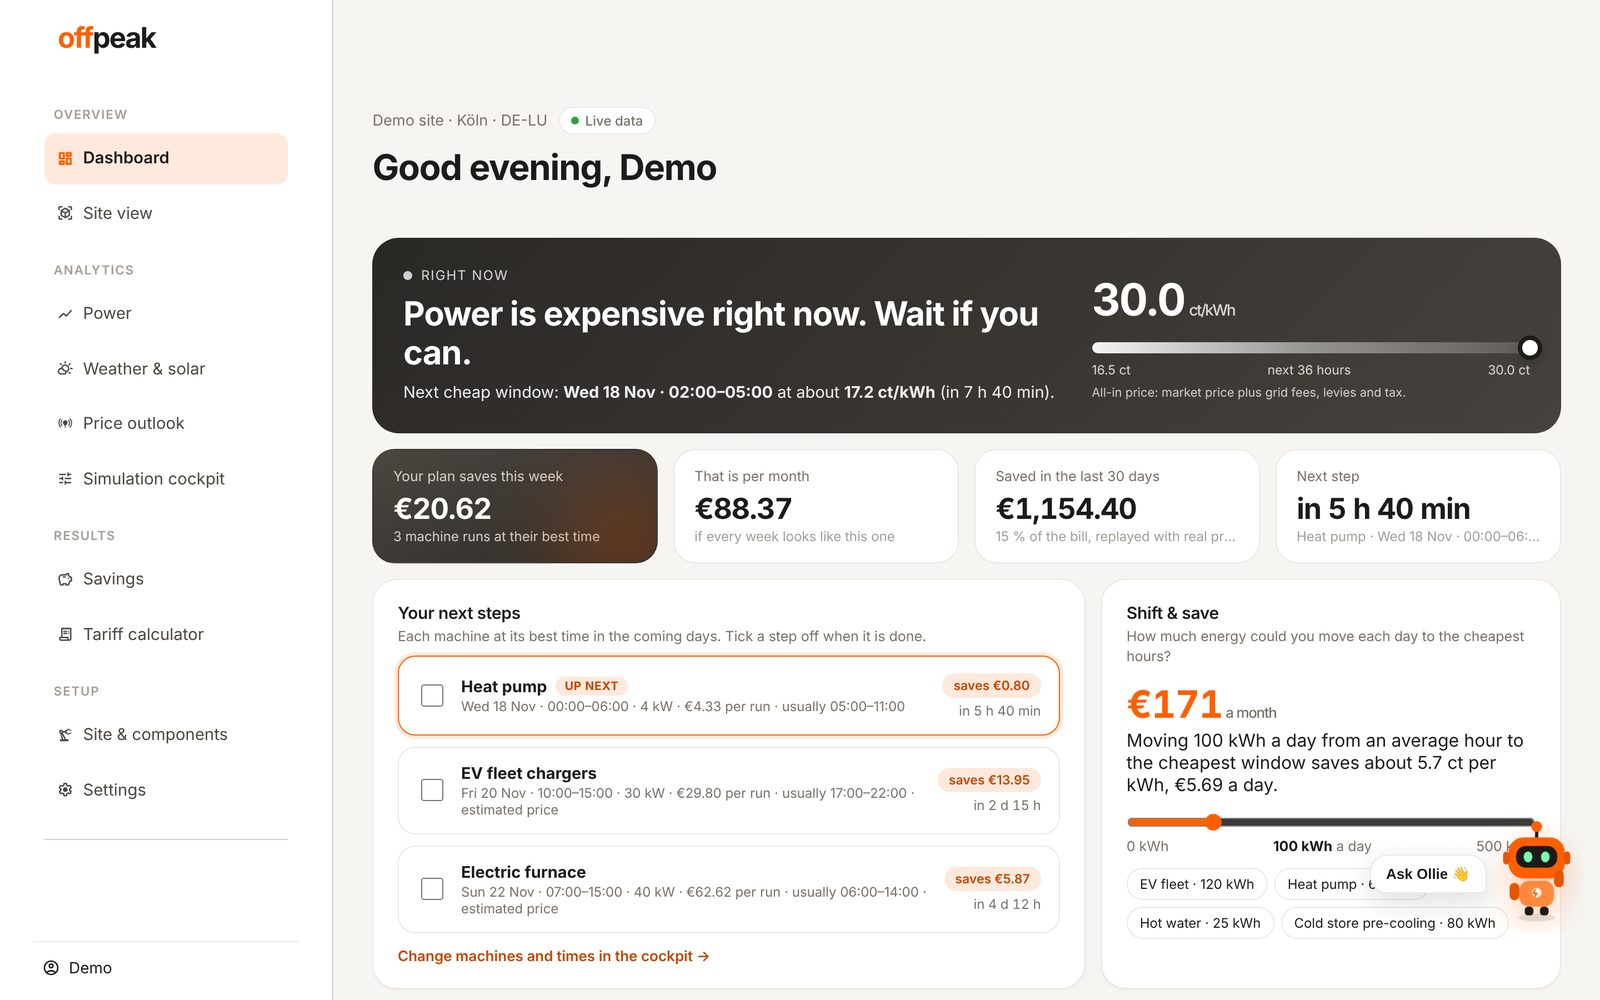 offpeak
OVERVIEW
Dashboard
Site view
ANALYTICS
Power
Weather & solar
Price outlook
Simulation cockpit
RESULTS
Savings
Tariff calculator
SETUP
Site & components
Settings
Demo
Demo site · Köln · DE-LU
Live data
Good evening, Demo
RIGHT NOW
Power is expensive right now. Wait if you
can.
Next cheap window: Wed 18 Nov · 02:00–05:00 at about 17.2 ct/kWh (in 7 h 40 min).
30.0 ct/kWh
16.5 ct next 36 hours 30.0 ct
All-in price: market price plus grid fees, levies and tax.
Your plan saves this week
€20.62
3 machine runs at their best time
That is per month
€88.37
if every week looks like this one
Saved in the last 30 days
€1,154.40
15 % of the bill, replayed with real pr...
Next step
in 5 h 40 min
Heat pump · Wed 18 Nov · 00:00–06:...
Your next steps
Each machine at its best time in the coming days. Tick a step off when it is done.
Heat pump UP NEXT
Wed 18 Nov · 00:00–06:00 · 4 kW · €4.33 per run · usually 05:00–11:00
saves €0.80
in 5 h 40 min
EV fleet chargers
Fri 20 Nov · 10:00–15:00 · 30 kW · €29.80 per run · usually 17:00–22:00 ·
estimated price
saves €13.95
in 2 d 15 h
Electric furnace
Sun 22 Nov · 07:00–15:00 · 40 kW · €62.62 per run · usually 06:00–14:00 ·
estimated price
saves €5.87
in 4 d 12 h
Change machines and times in the cockpit →
Shift & save
How much energy could you move each day to the cheapest
hours?
€171 a month
Moving 100 kWh a day from an average hour to
the cheapest window saves about 5.7 ct per
kWh, €5.69 a day.
0 kWh 100 kWh a day 500
EV fleet · 120 kWh
Heat pump ·
Ask Ollie 👋
Hot water · 25 kWh
Cold store pre-cooling · 80 kWh